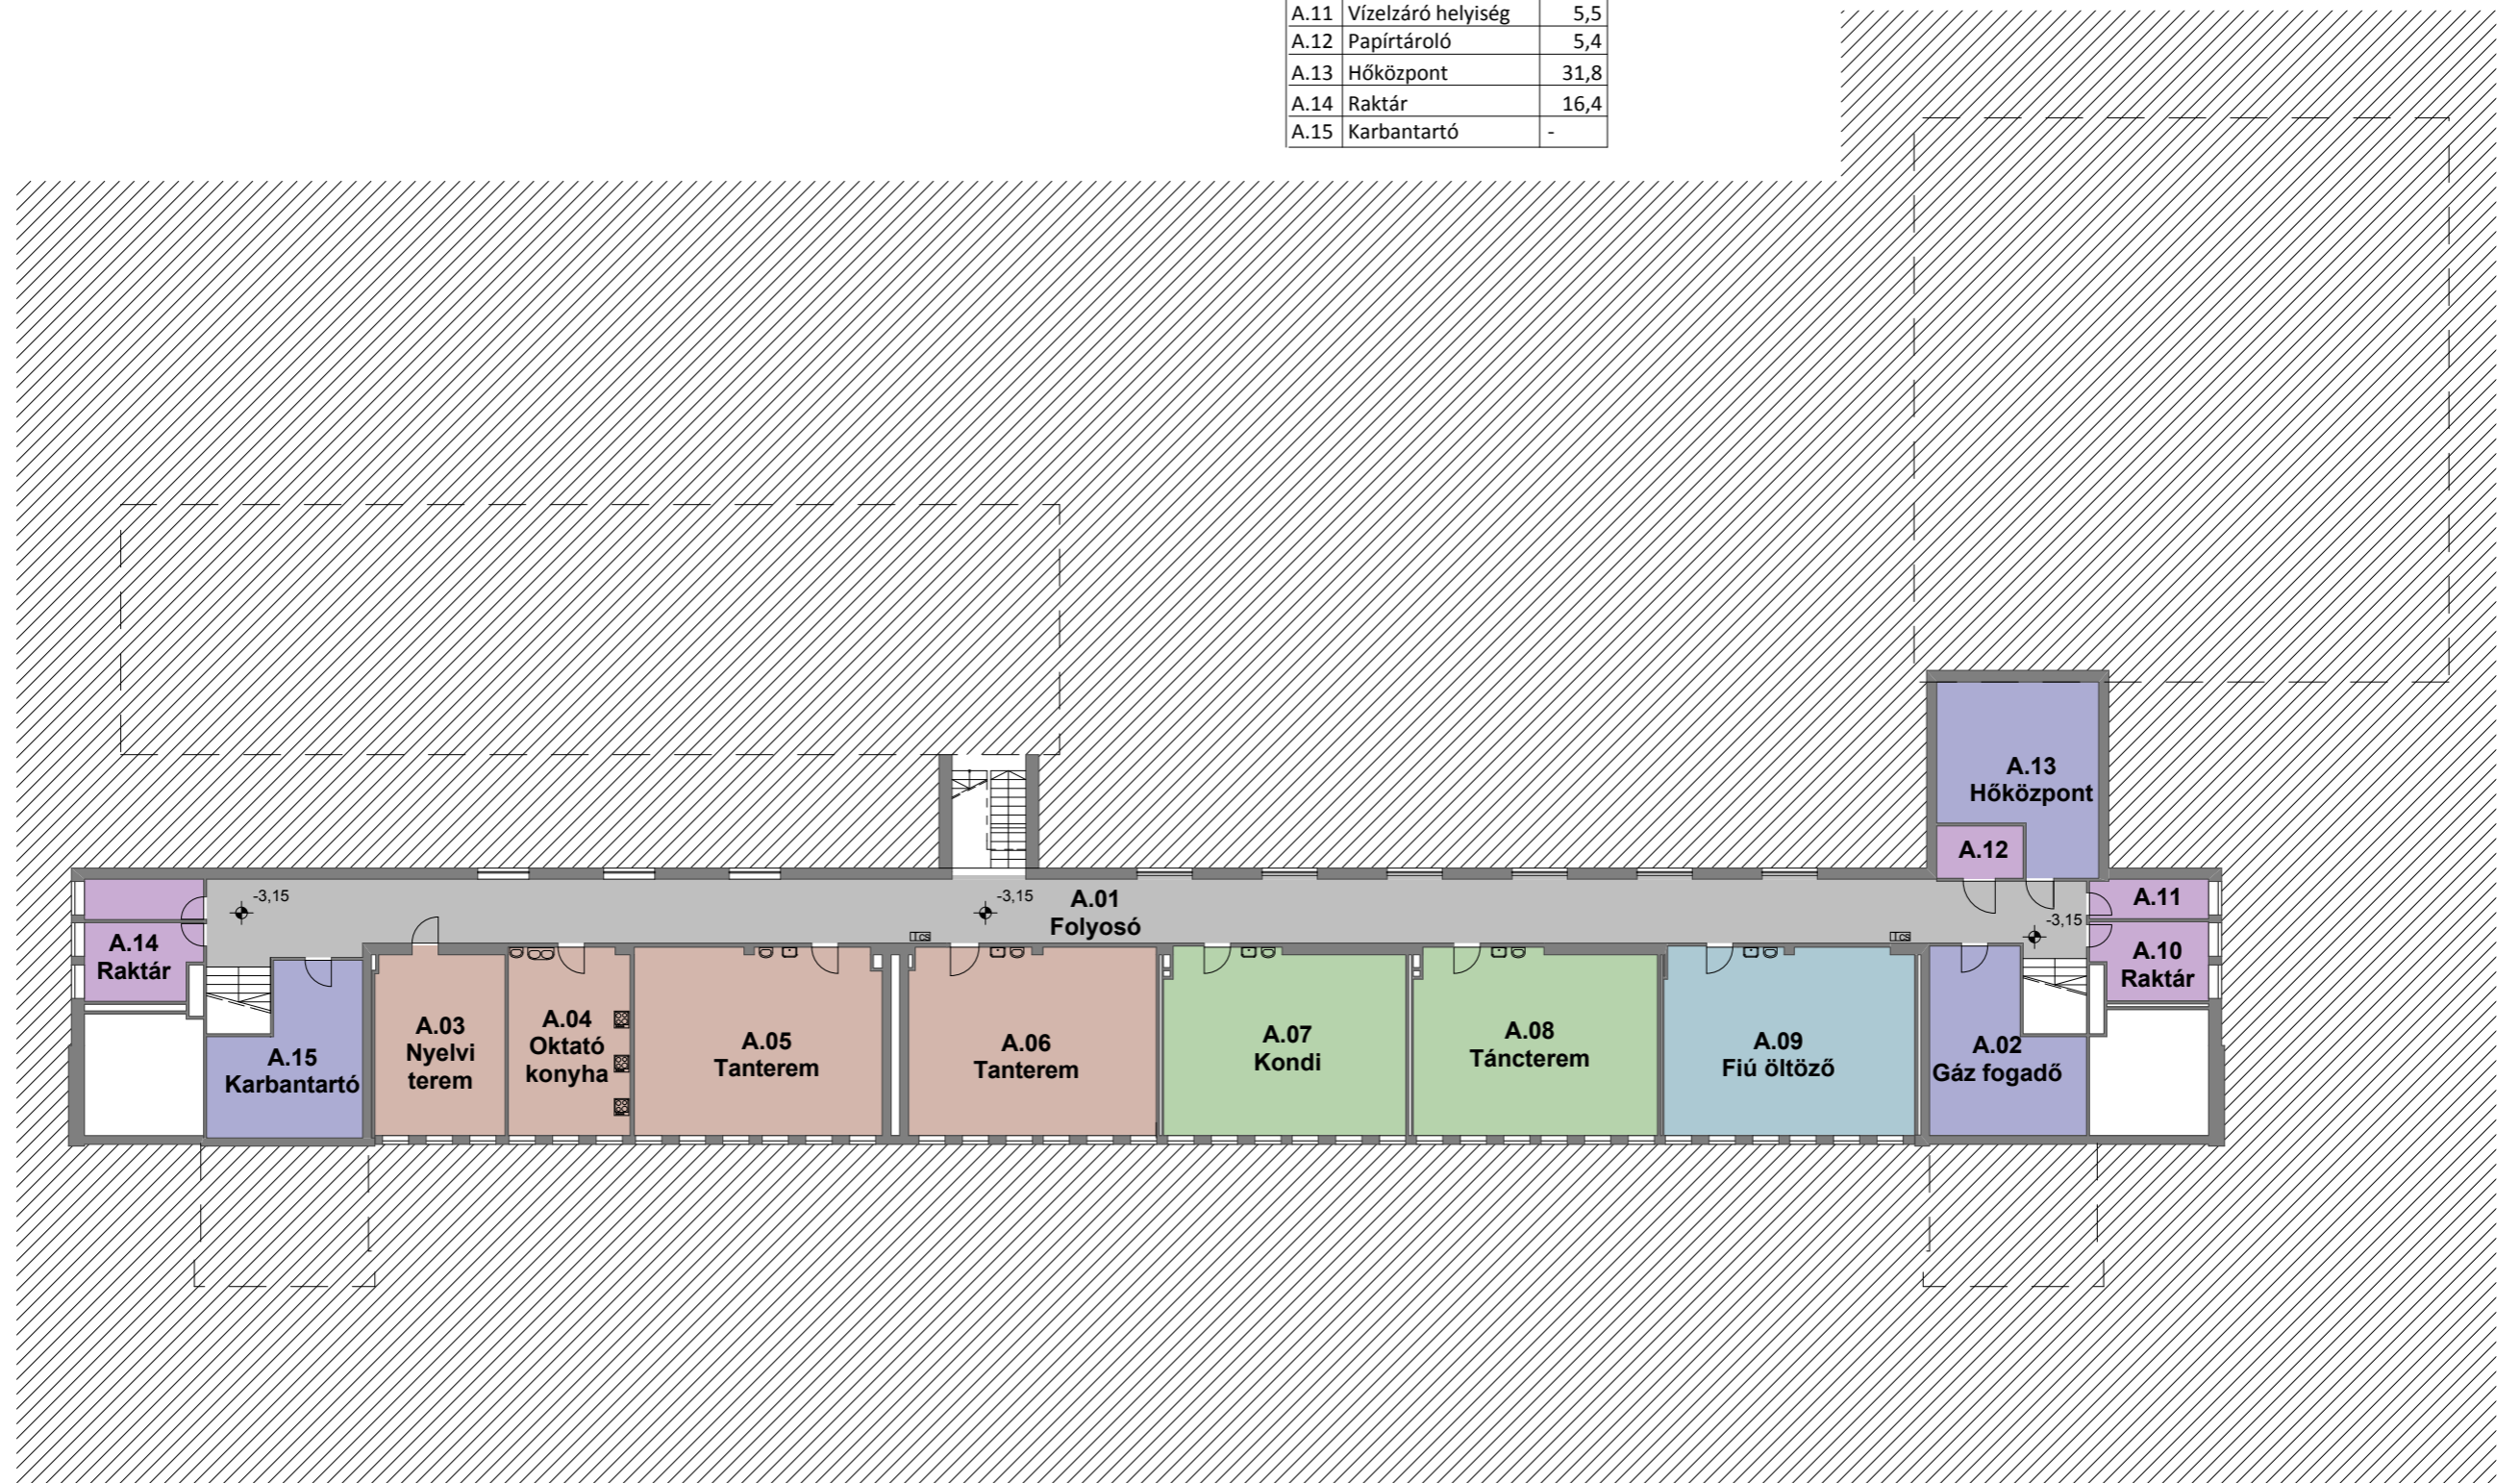 A.11 Vízelzáró helyiség 5,5
A.12 Papírtároló 5,4
A.13 Hőközpont 31,8
A.14 Raktár 16,4
A.15 Karbantartó -
A.13
Hőközpont
A.12
-3,15
-3,15
A.01
Folyosó
A.11
-3,15
Tcs
Tcs
A.14
Raktár
A.10
Raktár
A.15
Karbantartó
A.03
Nyelvi
terem
A.04
Oktató
konyha
A.05
Tanterem
A.06
Tanterem
A.07
Kondi
A.08
Táncterem
A.09
Fiú öltöző
A.02
Gáz fogadő